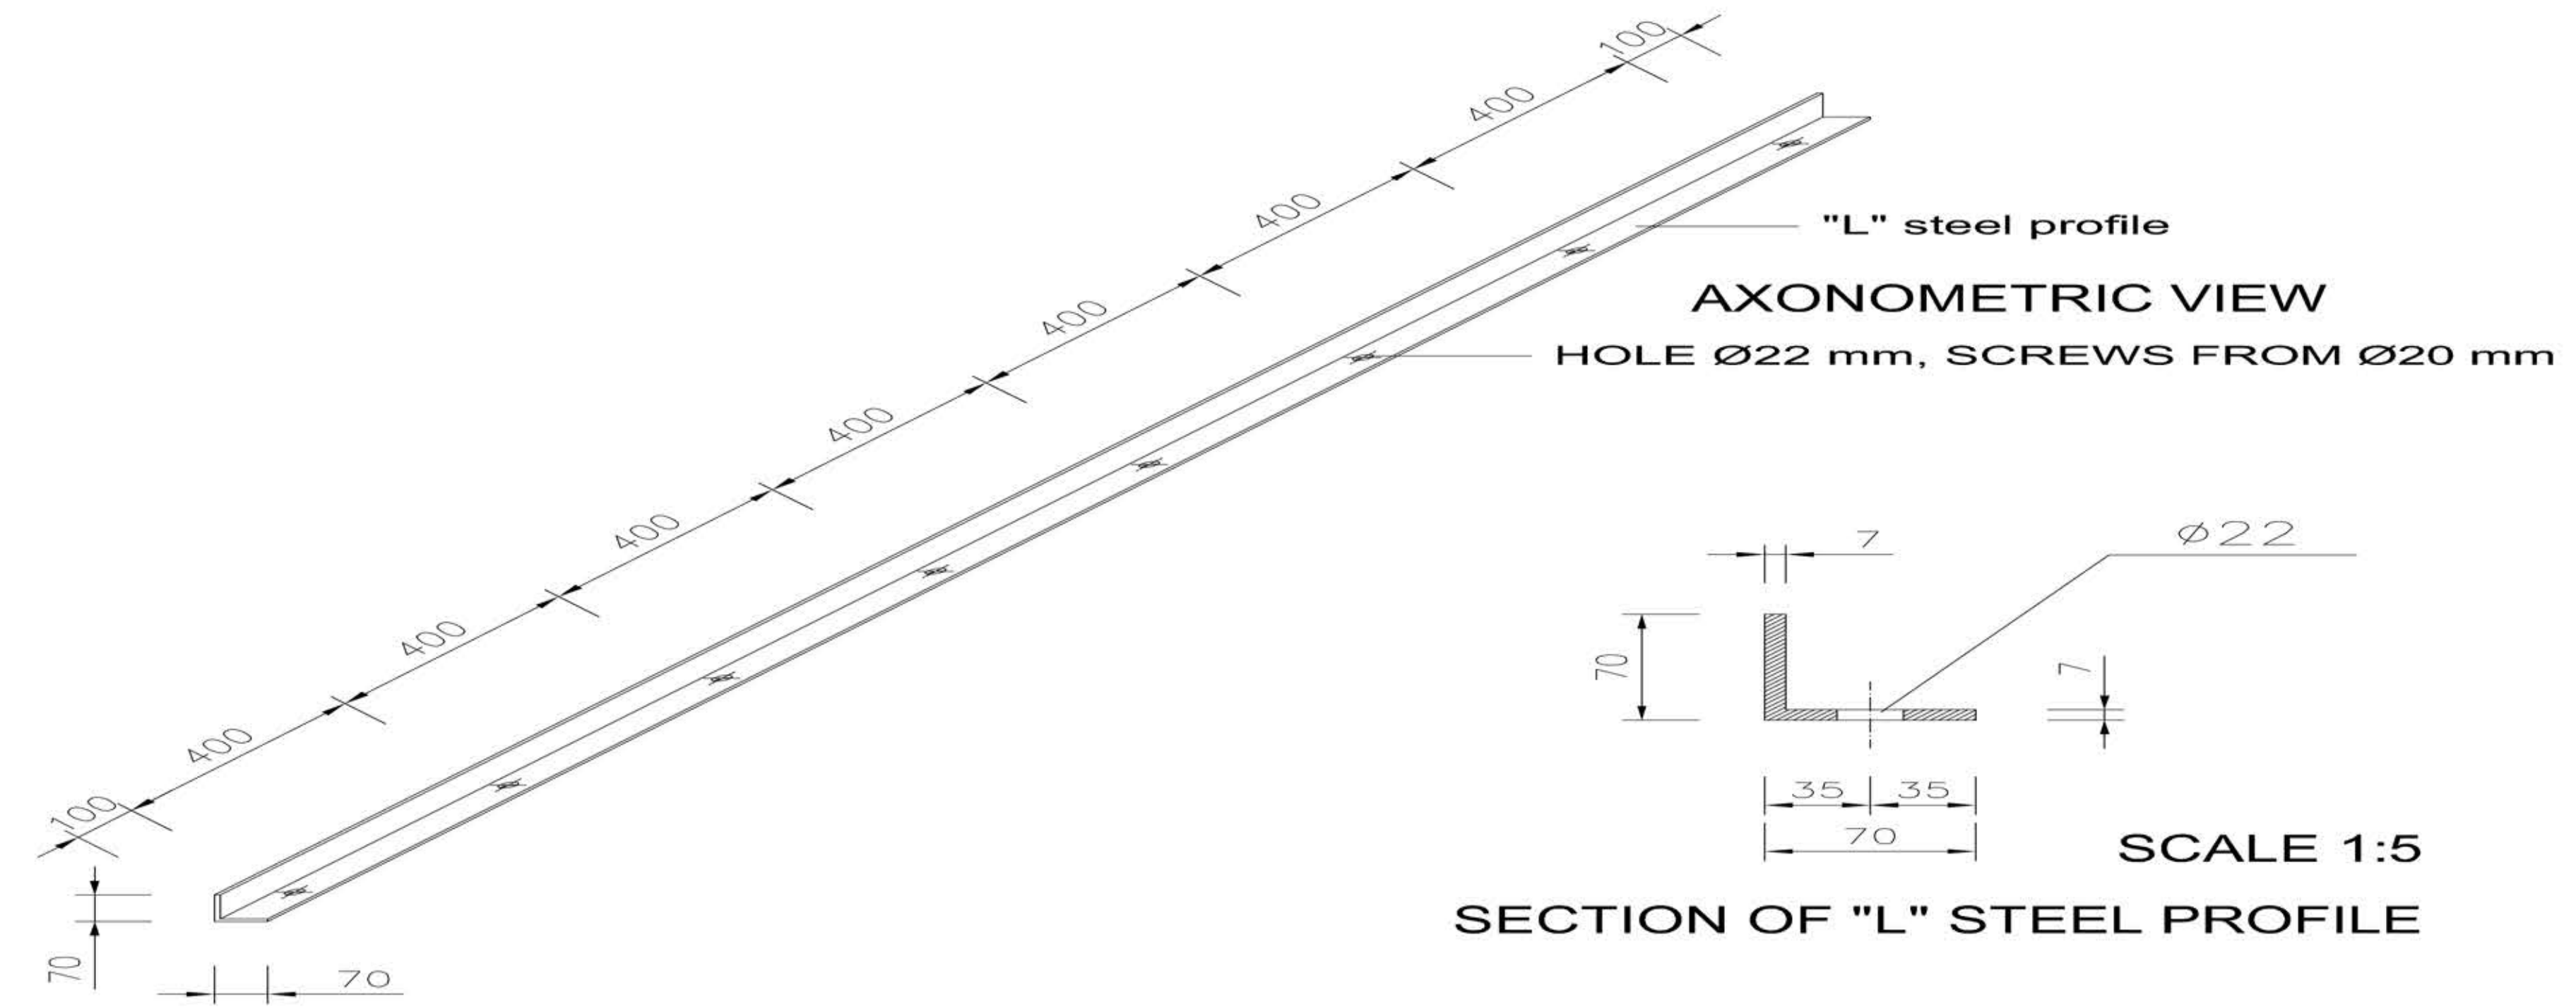 100
400
400
400
400
400
400
400
100
"L" steel profile
AXONOMETRIC VIEW
HOLE Ø22 mm, SCREWS FROM Ø20 mm
70
70
7
Ø22
70
7
35 35
70
SCALE 1:5
SECTION OF "L" STEEL PROFILE